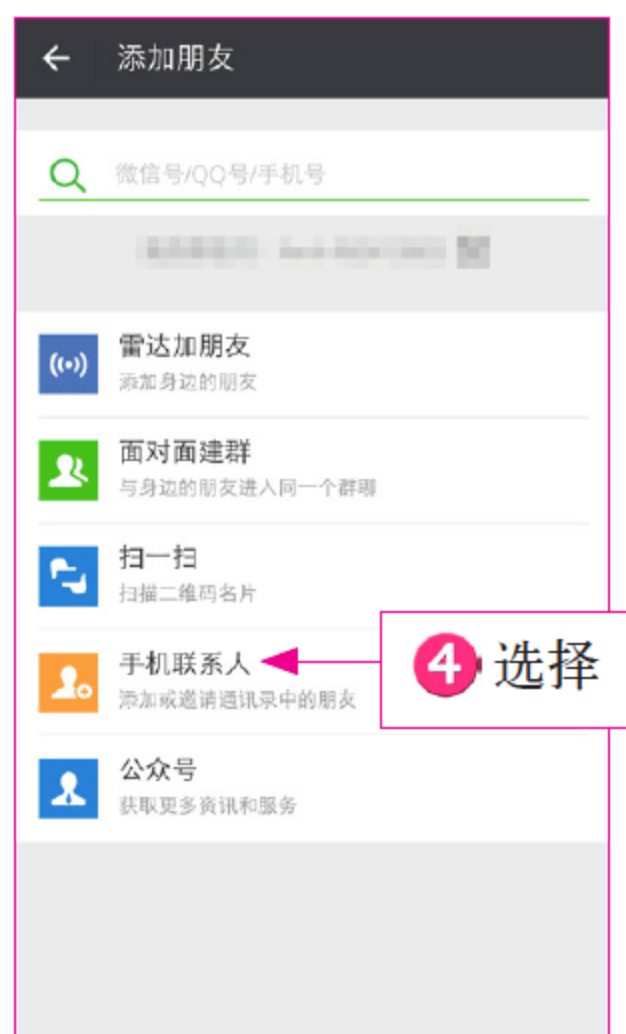 添加朋友
微信号/QQ号/手机号
雷达加朋友
添加身边的朋友
面对面建群
与身边的朋友进入同一个群聊
扫一扫
扫描二维码名片
手机联系人
4 选择
添加或邀请通讯录中的朋友
公众号
获取更多资讯和服务